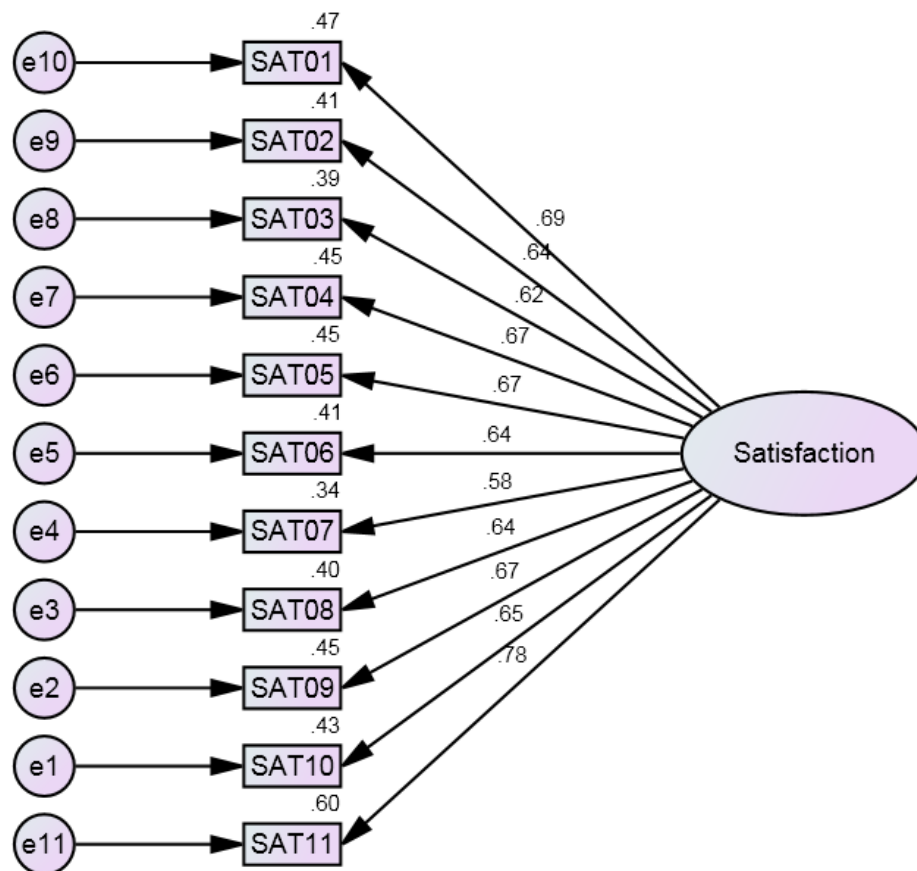 .47
e10 SAT01
.41
e9 SAT02
.39
e8 SAT03
.69
.64
.45
.62
e7 SAT04
.67
.45
e6 SAT05
.67
.41
e5 SAT06
.64
Satisfaction
.34
.58
e4 SAT07
.64
.40
.67
e3 SAT08
.65
.45
.78
e2 SAT09
.43
e1 SAT10
.60
e11 SAT11